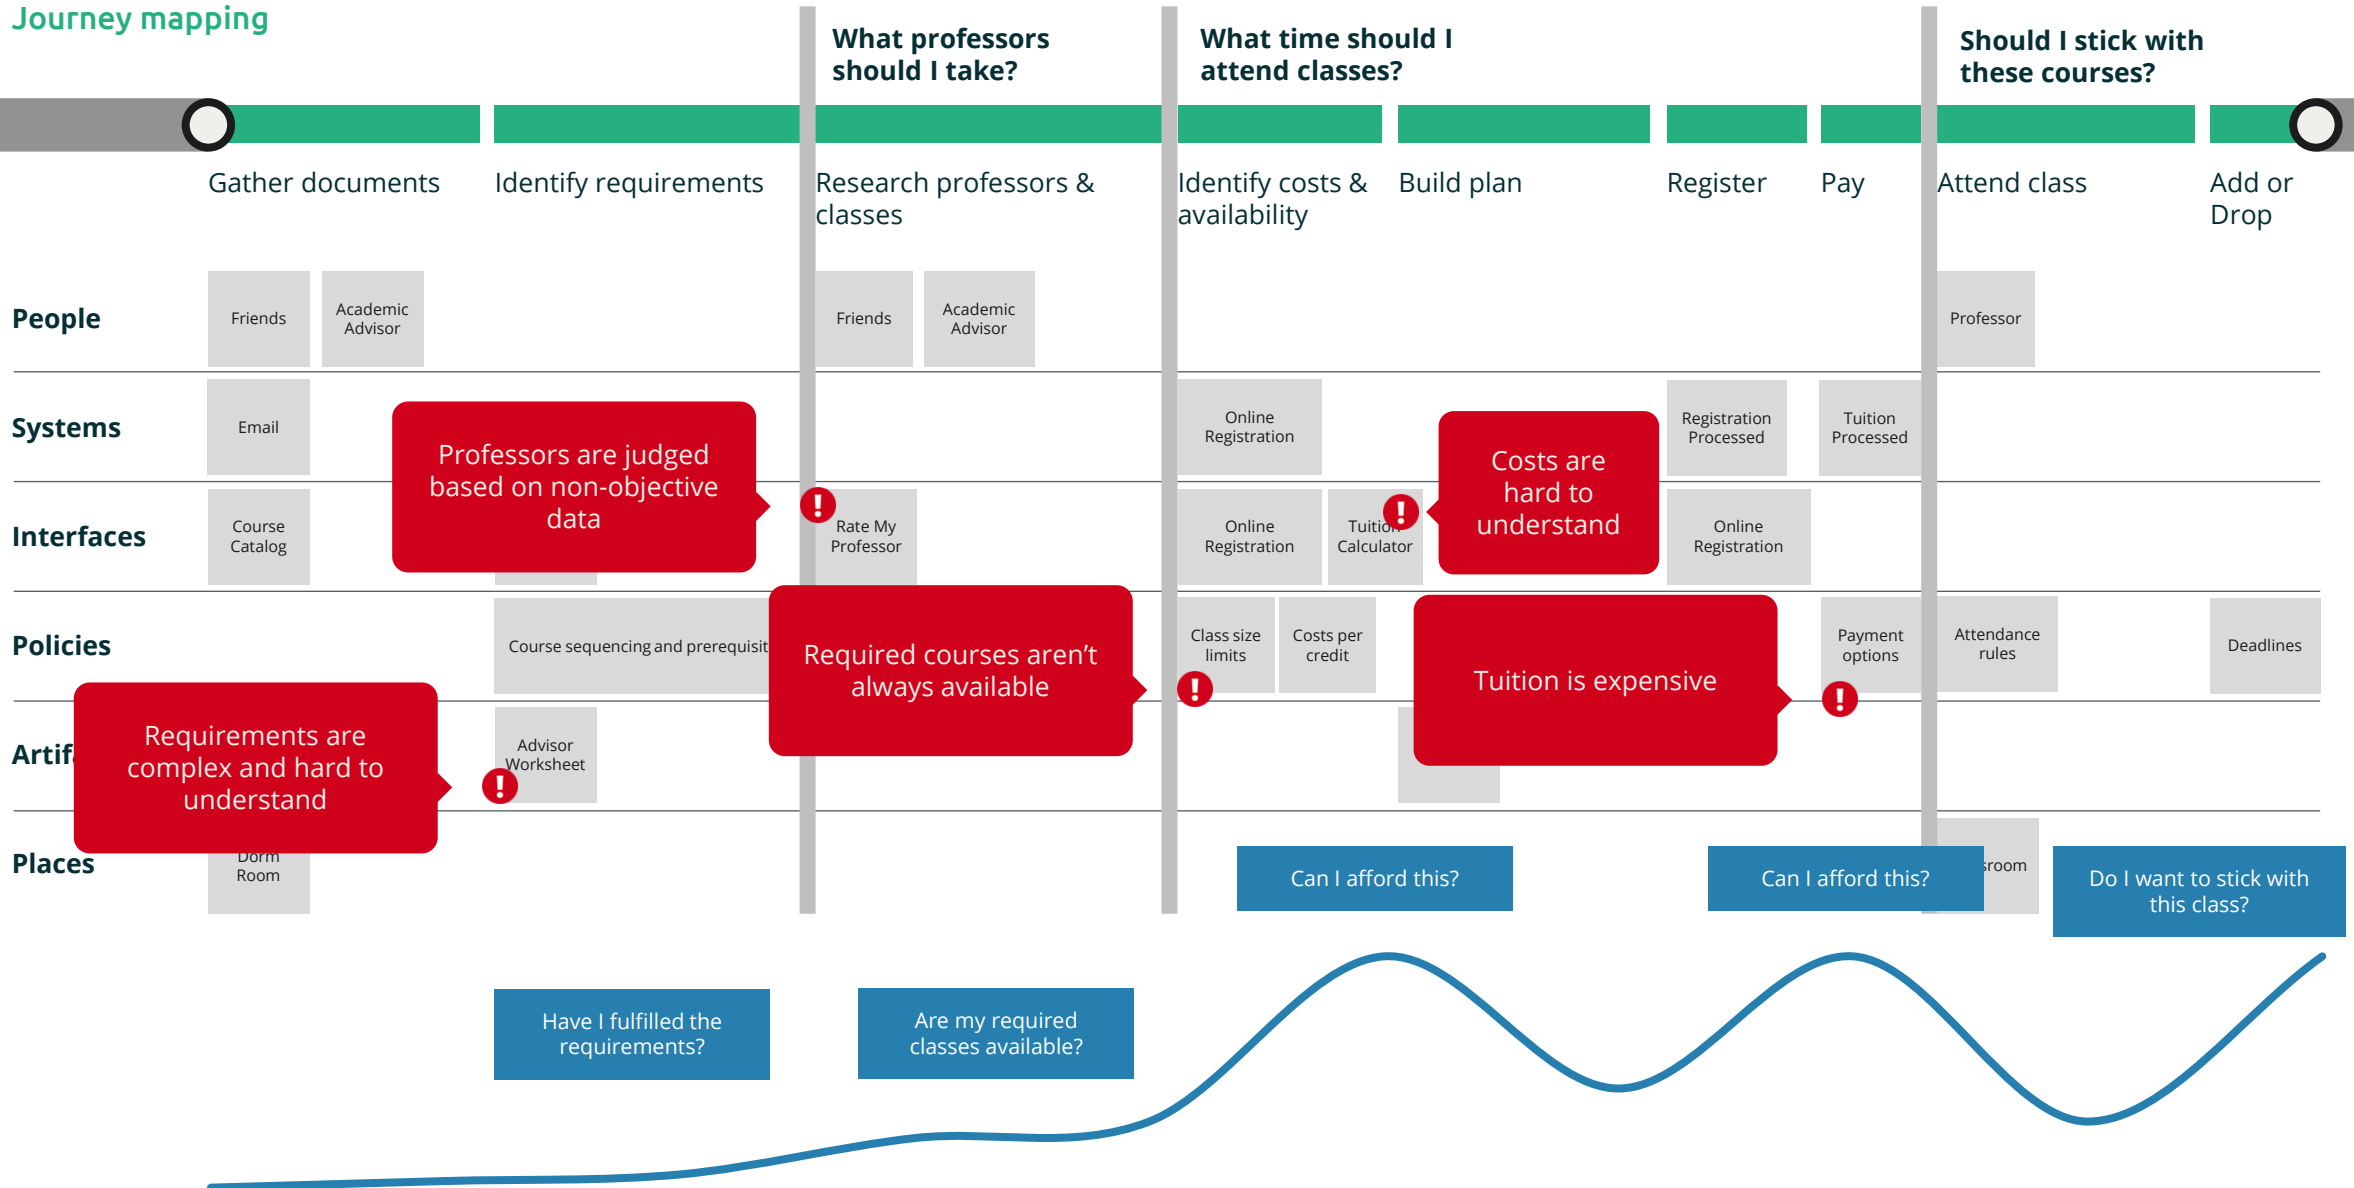 Journey mapping
What professors
should I take?
What time should I
attend classes?
Should I stick with
these courses?
Gather documents
Identify requirements
Research professors &
classes
Identify costs &
availability
Build plan
Register
Pay
Attend class
Add or
Drop
People
Friends
Academic
Advisor
Friends
Academic
Advisor
Professor
Systems
Email
Online
Registration
Registration
Processed
Tuition
Processed
Professors are judged
based on non-objective
data
Costs are
hard to
understand
Interfaces
Course
Catalog
Rate My
Professor
Online
Registration
Tuition
Calculator
Online
Registration
Policies
Course sequencing and
Required courses aren't
always available
Class size
limits
Costs per
credit
Tuition is expensive
Payment
options
Attendance
rules
Deadlines
Requirements are
complex and hard to
understand
Advisor
Worksheet
Places
Dorm
Room
Can I afford this?
Can I afford this?
Do I want to stick with
this class?
Have I fulfilled the
requirements?
Are my required
classes available?